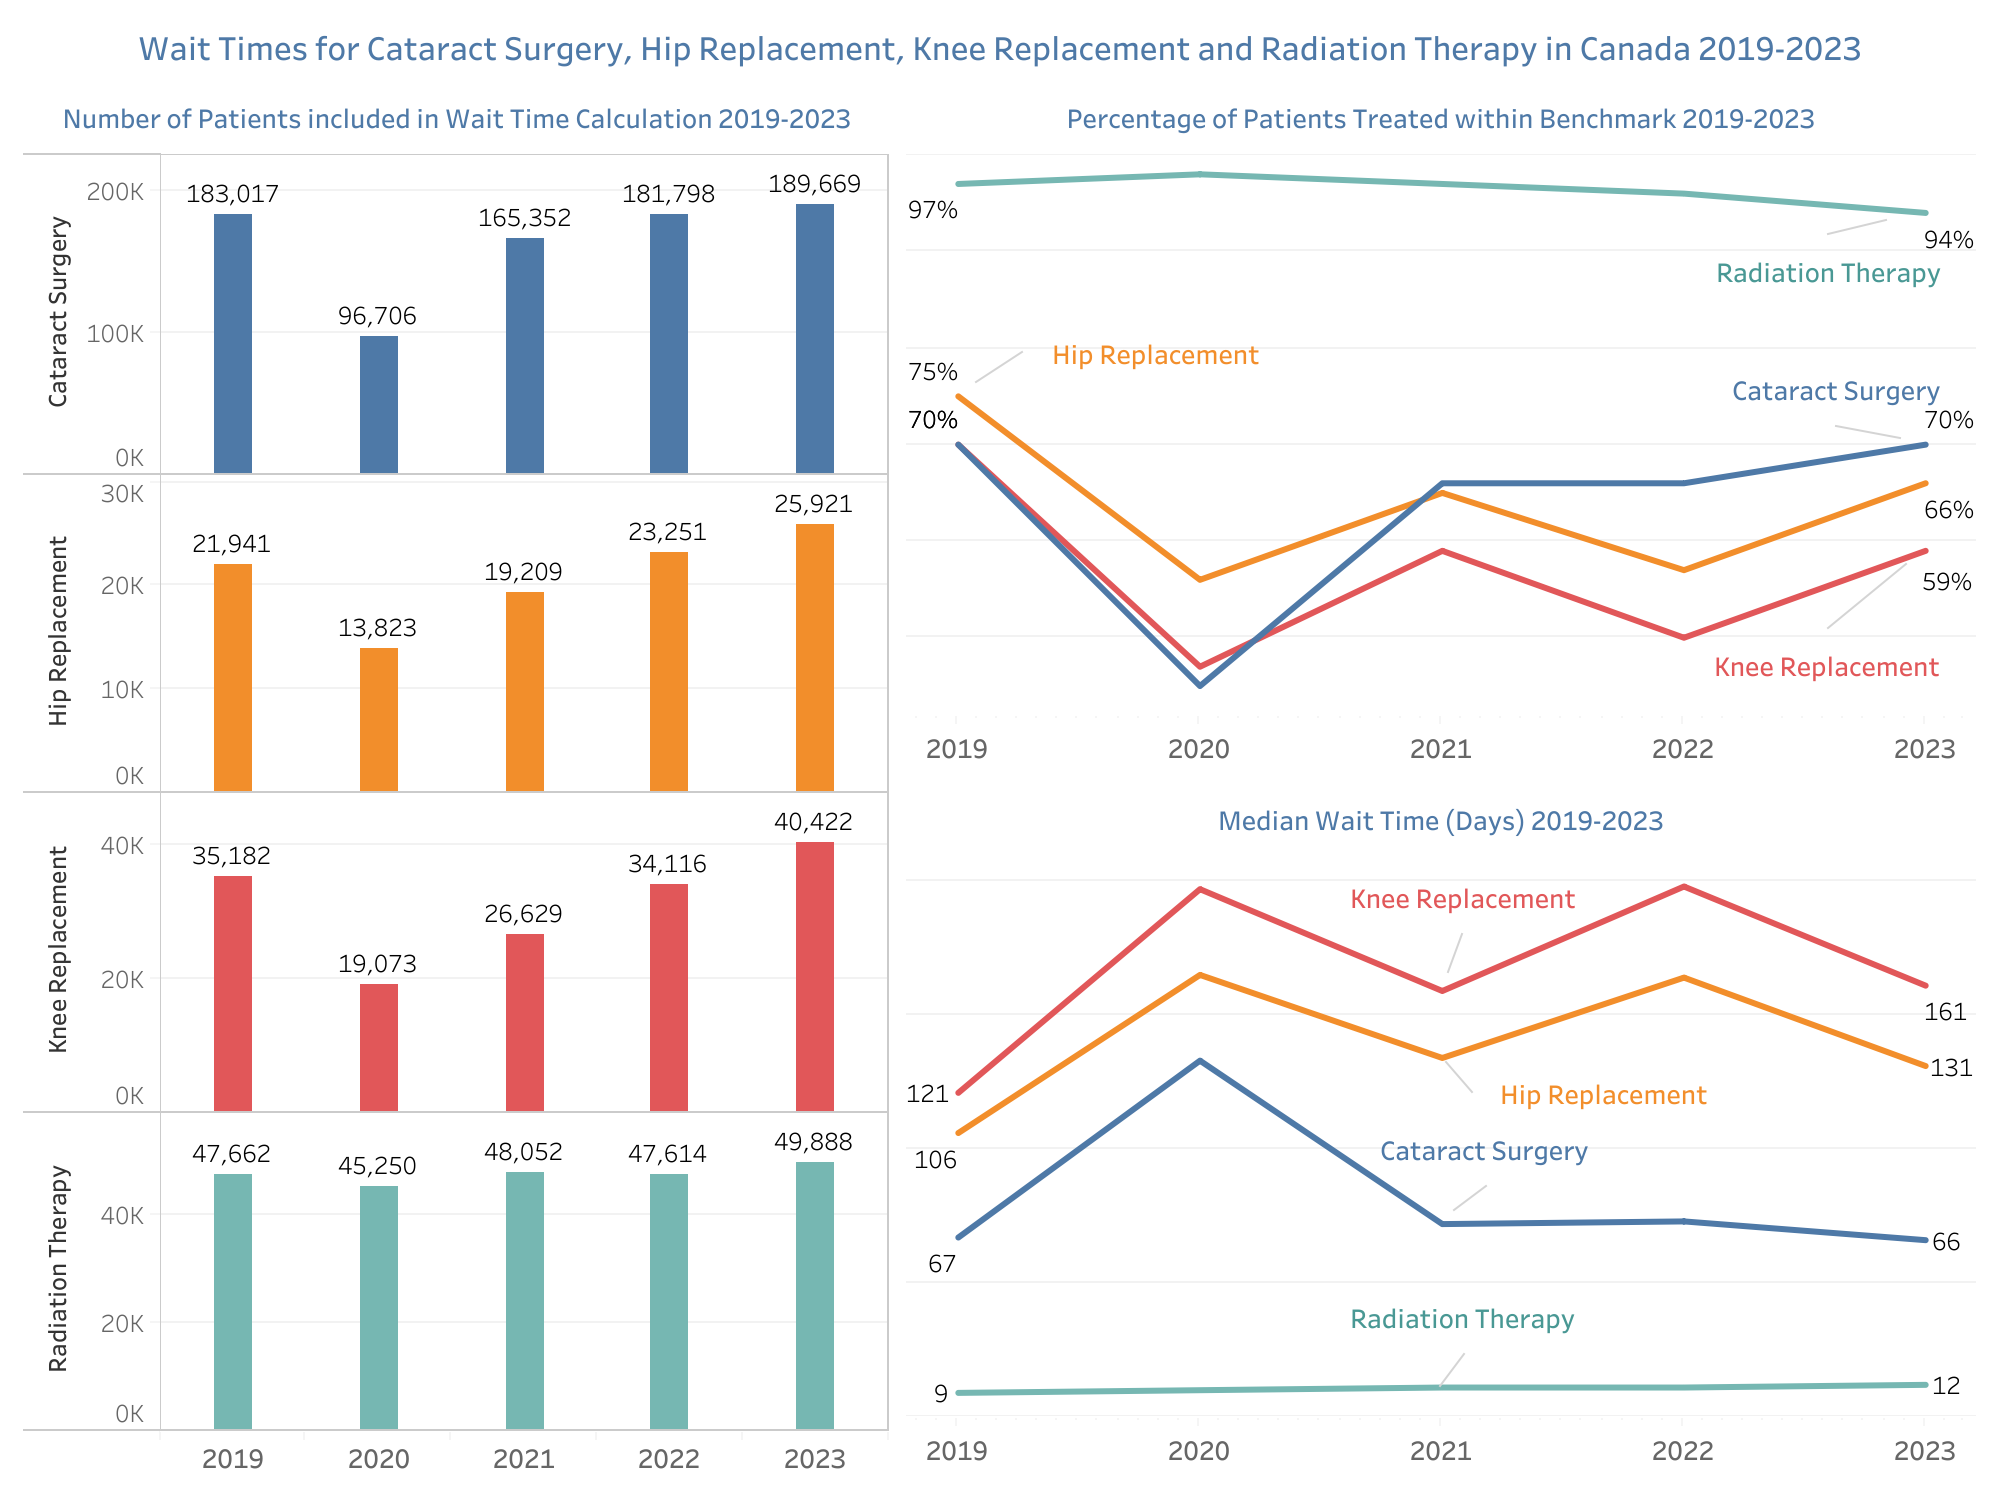 Wait Times for Cataract Surgery, Hip Replacement, Knee Replacement and Radiation Therapy in Canada 2019-2023
Number of Patients included in Wait Time Calculation 2019-2023
Cataract Surgery
200K
100K
0K
183,017
96,706
165,352
181,798
189,669
Hip Replacement
30K
20K
10K
0K
21,941
13,823
19,209
23,251
25,921
Knee Replacement
40K
20K
0K
35,182
19,073
26,629
34,116
40,422
Radiation Therapy
40K
20K
0K
47,662
45,250
48,052
47,614
49,888
2019
2020
2021
2022
2023
Percentage of Patients Treated within Benchmark 2019-2023
97%
94%
Radiation Therapy
Hip Replacement
75%
Cataract Surgery
70%
70%
66%
59%
Knee Replacement
2019
2020
2021
2022
2023
Median Wait Time (Days) 2019-2023
Knee Replacement
161
131
121
Hip Replacement
106
Cataract Surgery
67
66
Radiation Therapy
9
12
2019
2020
2021
2022
2023